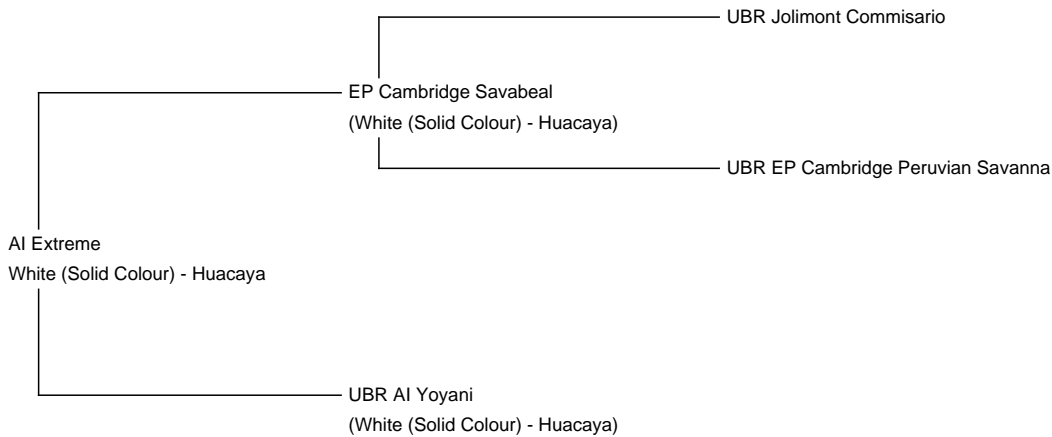 UBR Jolimont Commisario
EP Cambridge Savabeal
(White (Solid Colour) - Huacaya)
UBR EP Cambridge Peruvian Savanna
AI Extreme
White (Solid Colour) - Huacaya
UBR AI Yoyani
(White (Solid Colour) - Huacaya)